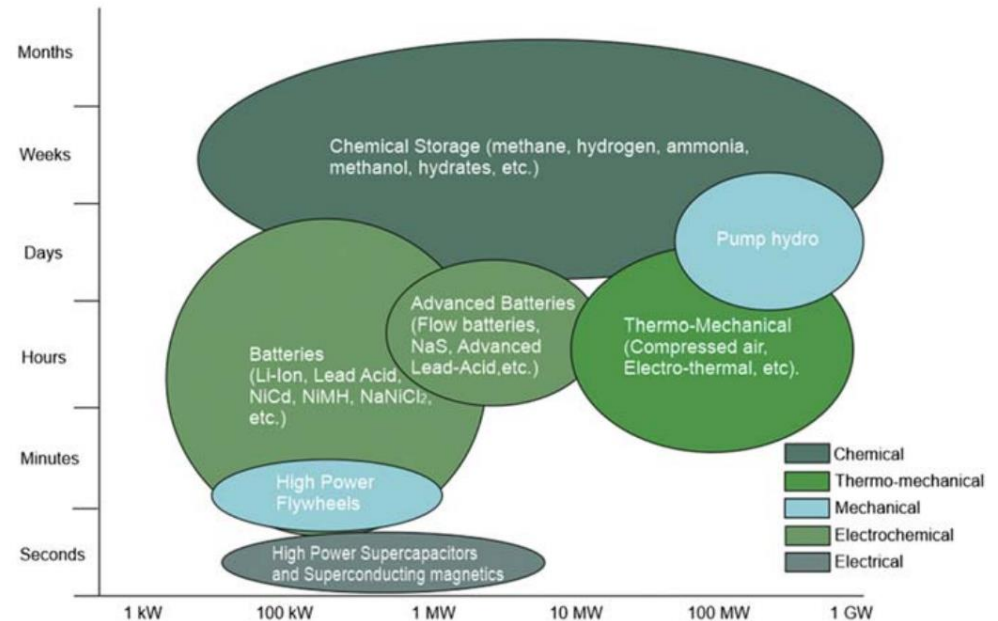 Months
Weeks
Days
Hours
Minutes
Seconds
Chemical Storage (methane, hydrogen, ammonia,
methanol, hydrates, etc.)
Pump hydro
Advanced Batteries
(Flow batteries,
NaS, Advanced
Lead-Acid,etc.)
Thermo-Mechanical
(Compressed air,
Electro-thermal, etc).
Batteries
(Li-Ion, Lead Acid,
NiCd, NiMH, NaNiCl₂,
etc.)
High Power
Flywheels
High Power Supercapacitors
and Superconducting magnetics
Chemical
Thermo-mechanical
Mechanical
Electrochemical
Electrical
1 kW 100 kW 1 MW 10 MW 100 MW 1 GW